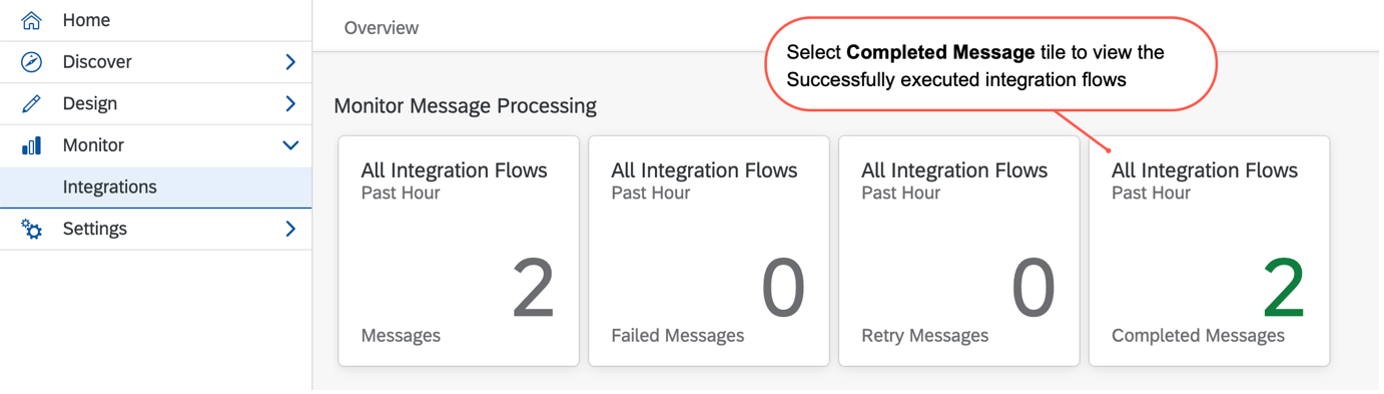 Home
Discover
Design
Monitor
Integrations
Settings
Overview
Select Completed Message tile to view the
Successfully executed integration flows
Monitor Message Processing
All Integration Flows
Past Hour
2
Messages
All Integration Flows
Past Hour
0
Failed Messages
All Integration Flows
Past Hour
0
Retry Messages
All Integration Flows
Past Hour
2
Completed Messages